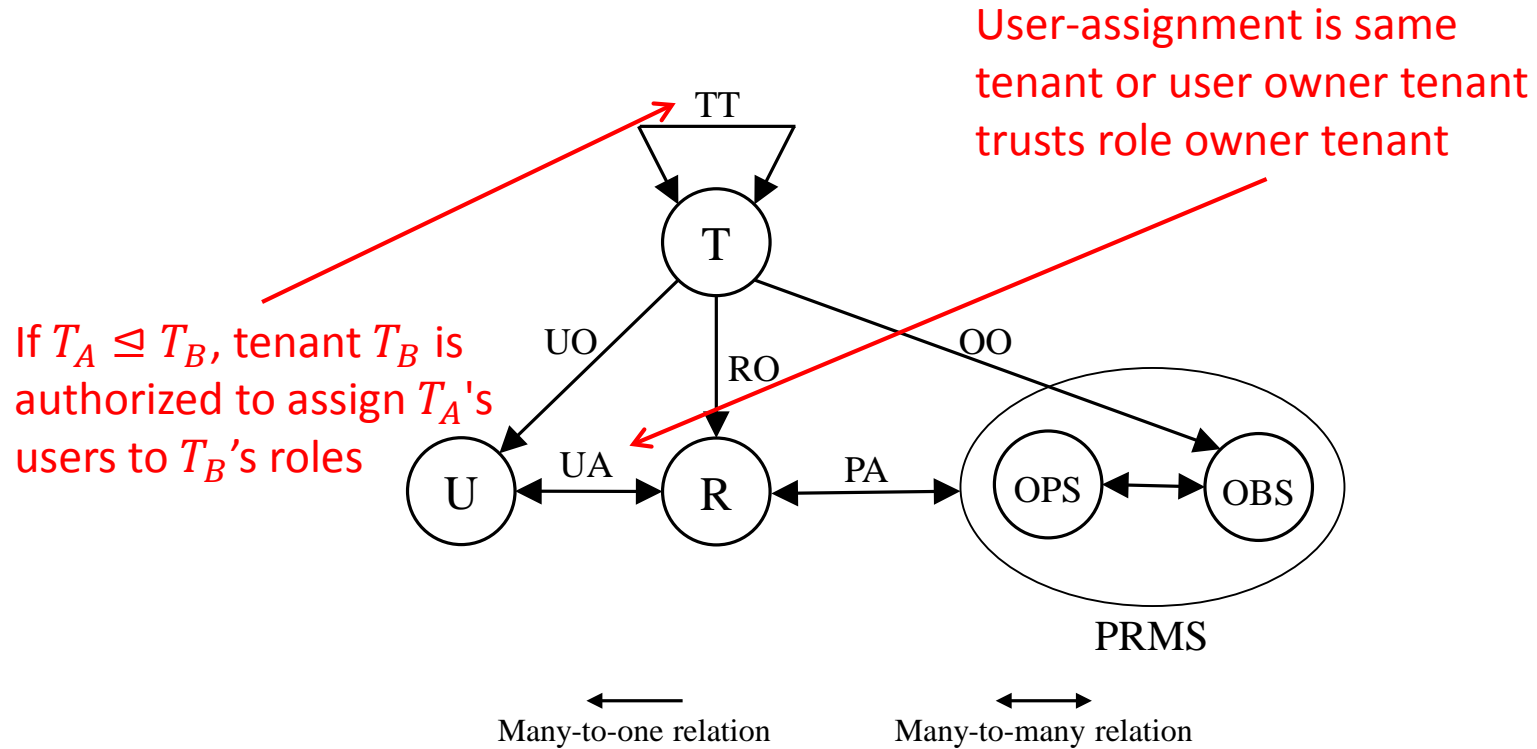 User-assignment is same
tenant or user owner tenant
trusts role owner tenant
TT
T
If T_A ⊴ T_B, tenant T_B is
authorized to assign T_A's
users to T_B’s roles
UO
RO
OO
U
UA
R
PA
OPS
OBS
PRMS
Many-to-one relation
Many-to-many relation